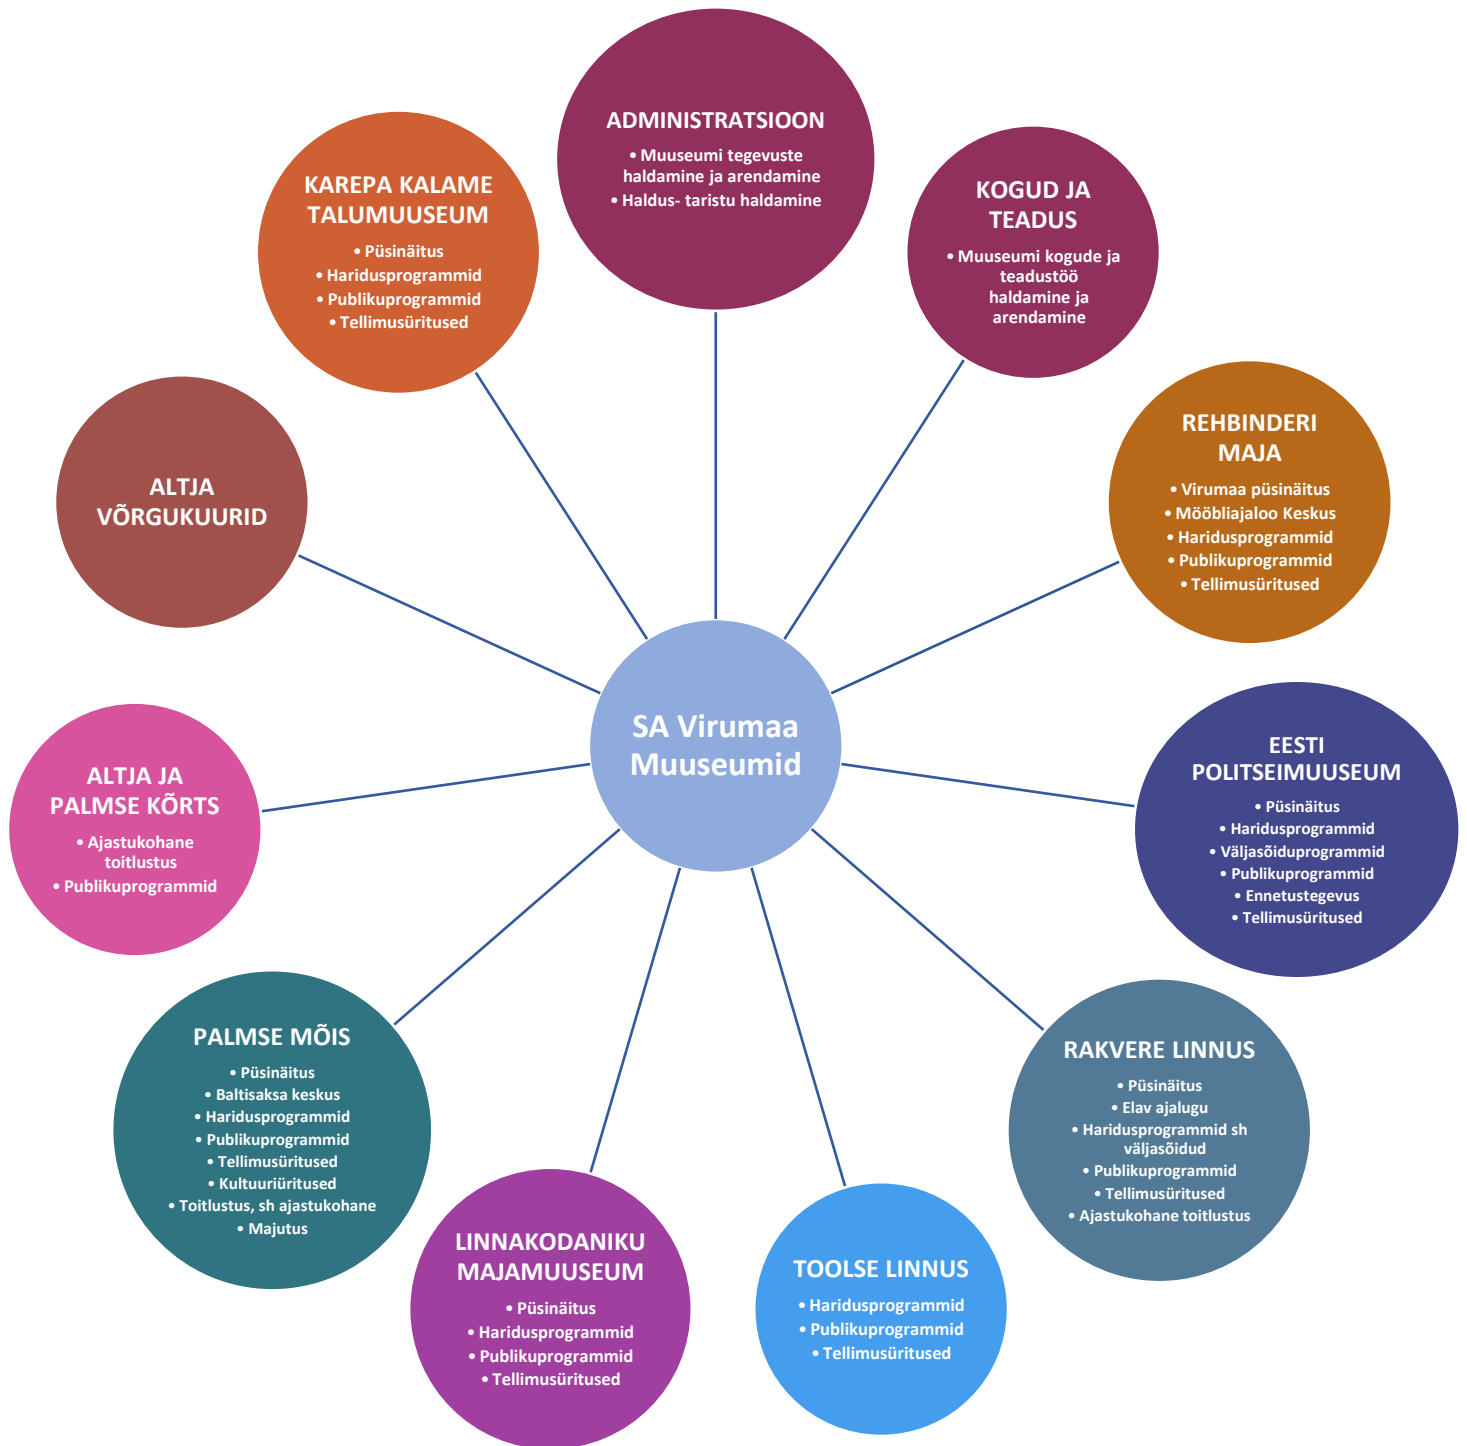 ADMINISTRATSIOON
• Muuseumi tegevuste
haldamine ja arendamine
• Haldus- taristu haldamine
KOGUD JA
TEADUS
• Muuseumi kogude ja
teadustöö
haldamine ja
arendamine
REHBINDERI
MAJA
• Virumaa püsinäitus
• Mööbliajaloo Keskus
• Haridusprogrammid
• Publikuprogrammid
• Tellimusüritused
EESTI
POLITSEIMUUSEUM
• Püsinäitus
• Haridusprogrammid
• Väljasõiduprogrammid
• Publikuprogrammid
• Ennetustegevus
• Tellimusüritused
RAKVERE LINNUS
• Püsinäitus
• Elav ajalugu
• Haridusprogrammid sh
väljasõidud
• Publikuprogrammid
• Tellimusüritused
• Ajastukohane toitlustus
TOOLSE LINNUS
• Haridusprogrammid
• Publikuprogrammid
• Tellimusüritused
LINNAKODANIKU
MAJAMUUSEUM
• Püsinäitus
• Haridusprogrammid
• Publikuprogrammid
• Tellimusüritused
PALMSE MÕIS
• Püsinäitus
• Baltisaksa keskus
• Haridusprogrammid
• Publikuprogrammid
• Tellimusüritused
• Kultuuriüritused
• Toitlustus, sh ajastukohane
• Majutus
ALTJA JA
PALMSE KÕRTS
• Ajastukohane
toitlustus
• Publikuprogrammid
ALTJA
VÕRGUKUURID
KAREPA KALAME
TALUMUUSEUM
• Püsinäitus
• Haridusprogrammid
• Publikuprogrammid
• Tellimusüritused
SA Virumaa
Muuseumid